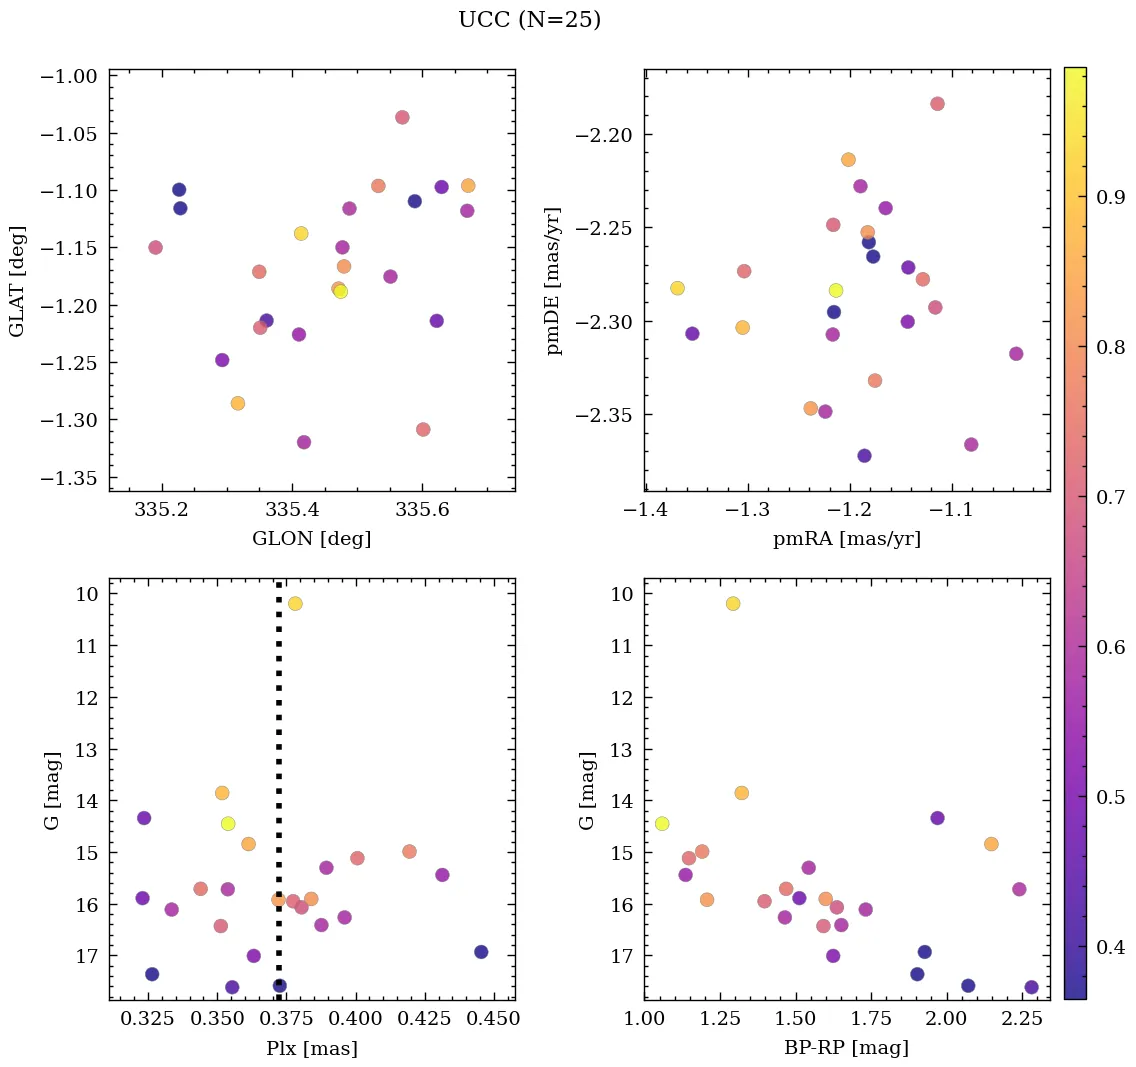 UCC (N=25)
−1.00
−1.05
−1.10
−1.15
−1.20
−1.25
−1.30
−1.35
GLAT [deg]
335.2 335.4 335.6
GLON [deg]
−2.20
−2.25
−2.30
−2.35
pmDE [mas/yr]
−1.4 −1.3 −1.2 −1.1
pmRA [mas/yr]
0.9
0.8
0.7
0.6
0.5
0.4
10
11
12
13
14
15
16
17
G [mag]
0.325 0.350 0.375 0.400 0.425 0.450
Plx [mas]
10
11
12
13
14
15
16
17
G [mag]
1.00 1.25 1.50 1.75 2.00 2.25
BP-RP [mag]